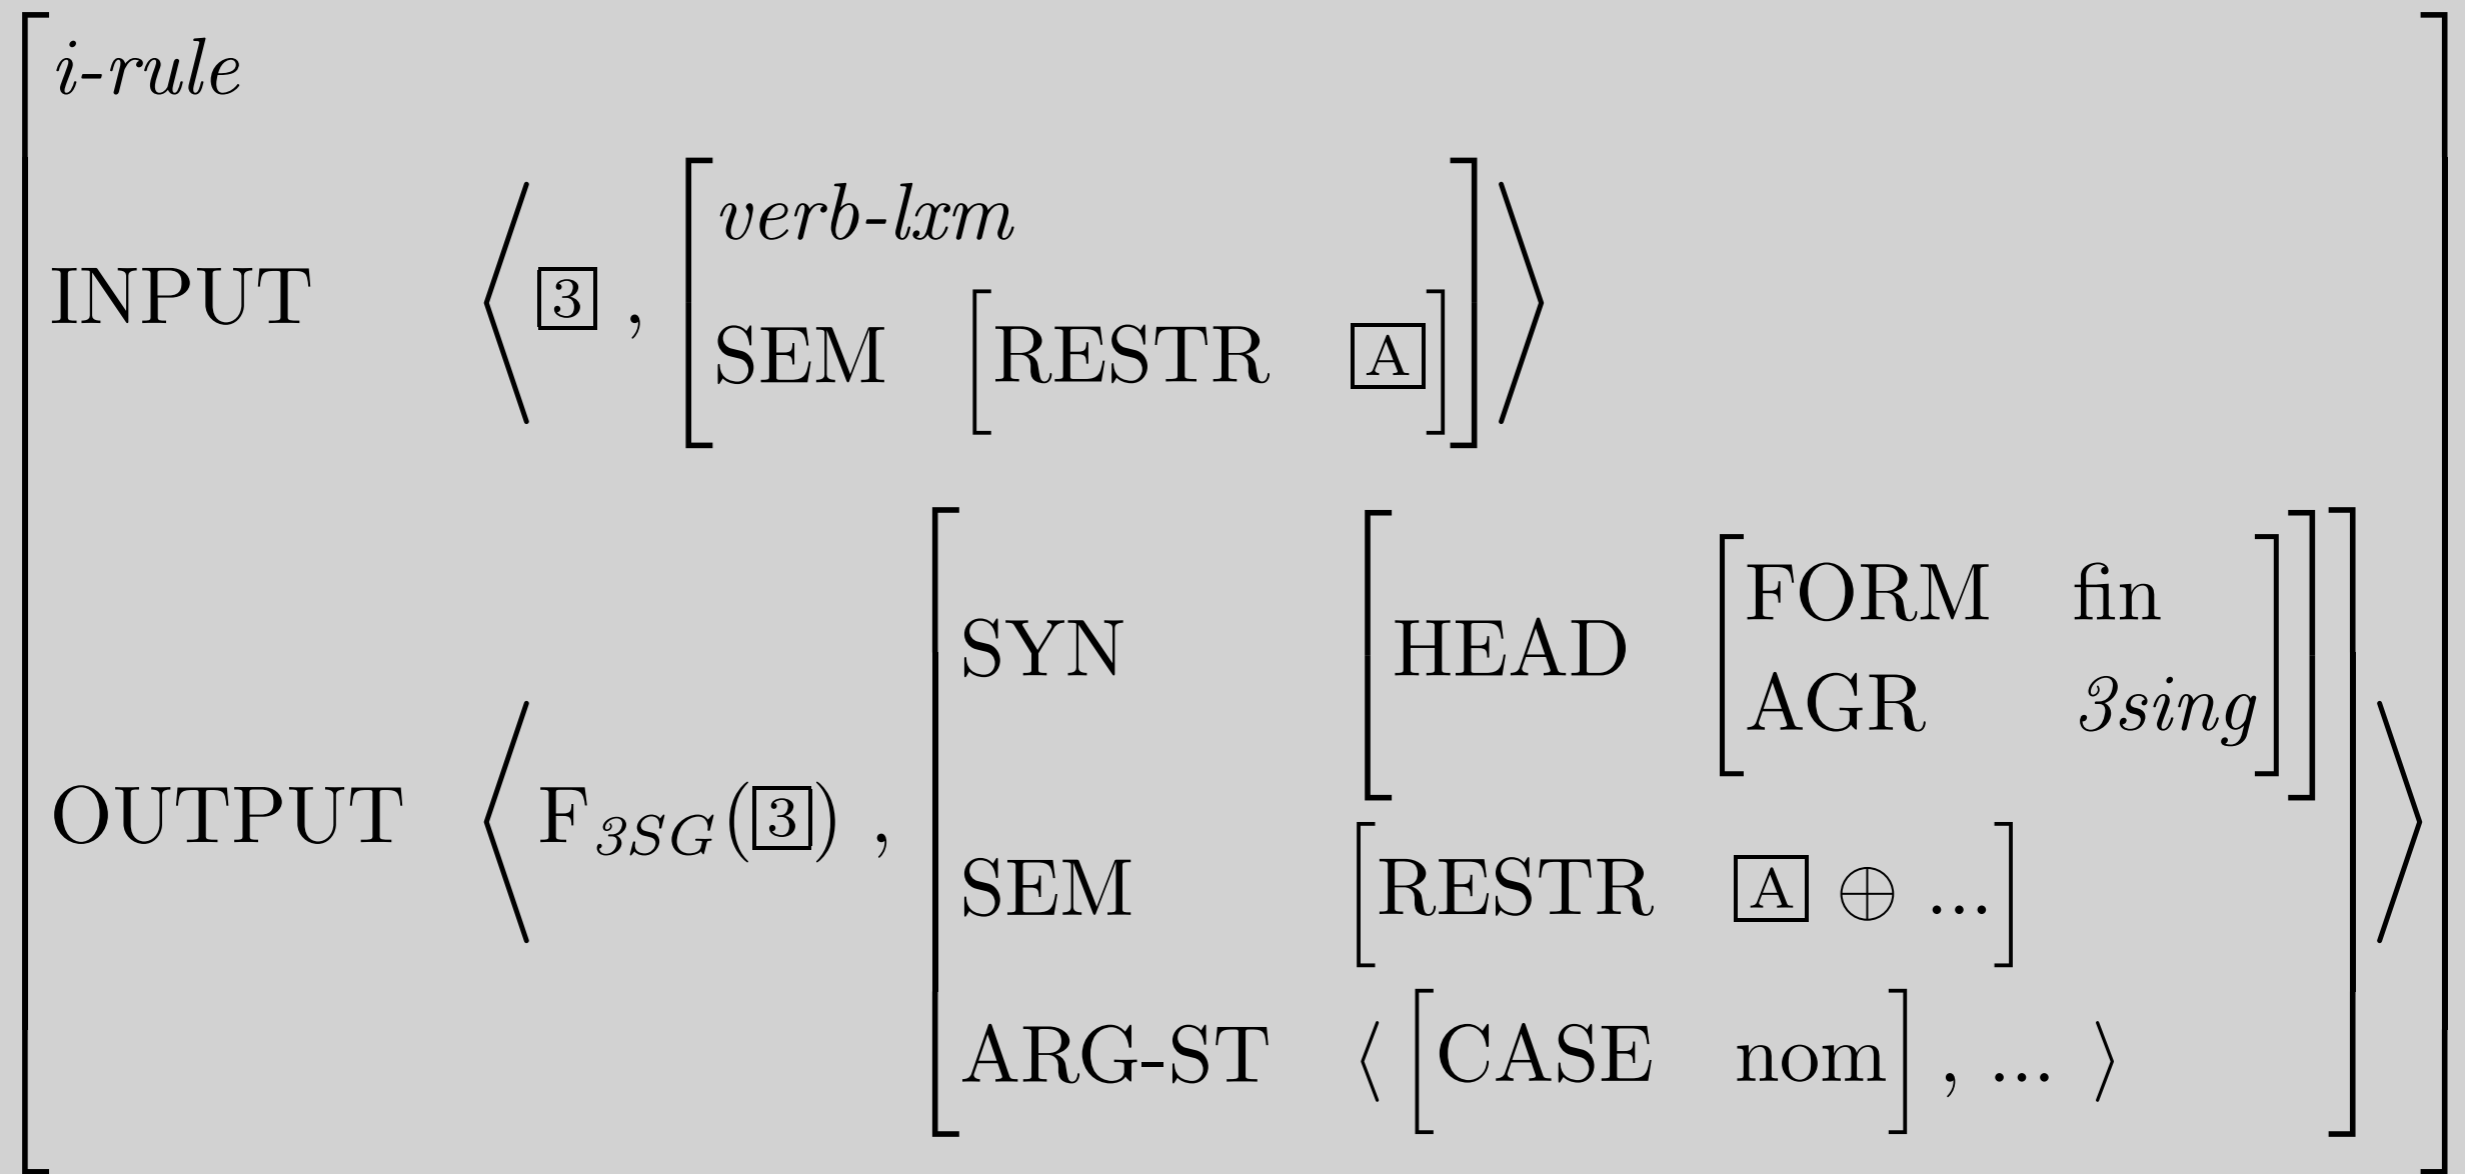 i-rule
INPUT ⟨ 3 , [ verb-lxm
SEM [ RESTR A ] ] ⟩
FORM fin
SYN [ HEAD
AGR 3sing ] ]
OUTPUT ⟨ F3SG(3) ,
SEM [ RESTR A ⊕ ... ]
ARG-ST ⟨ [ CASE nom ] , ... ⟩